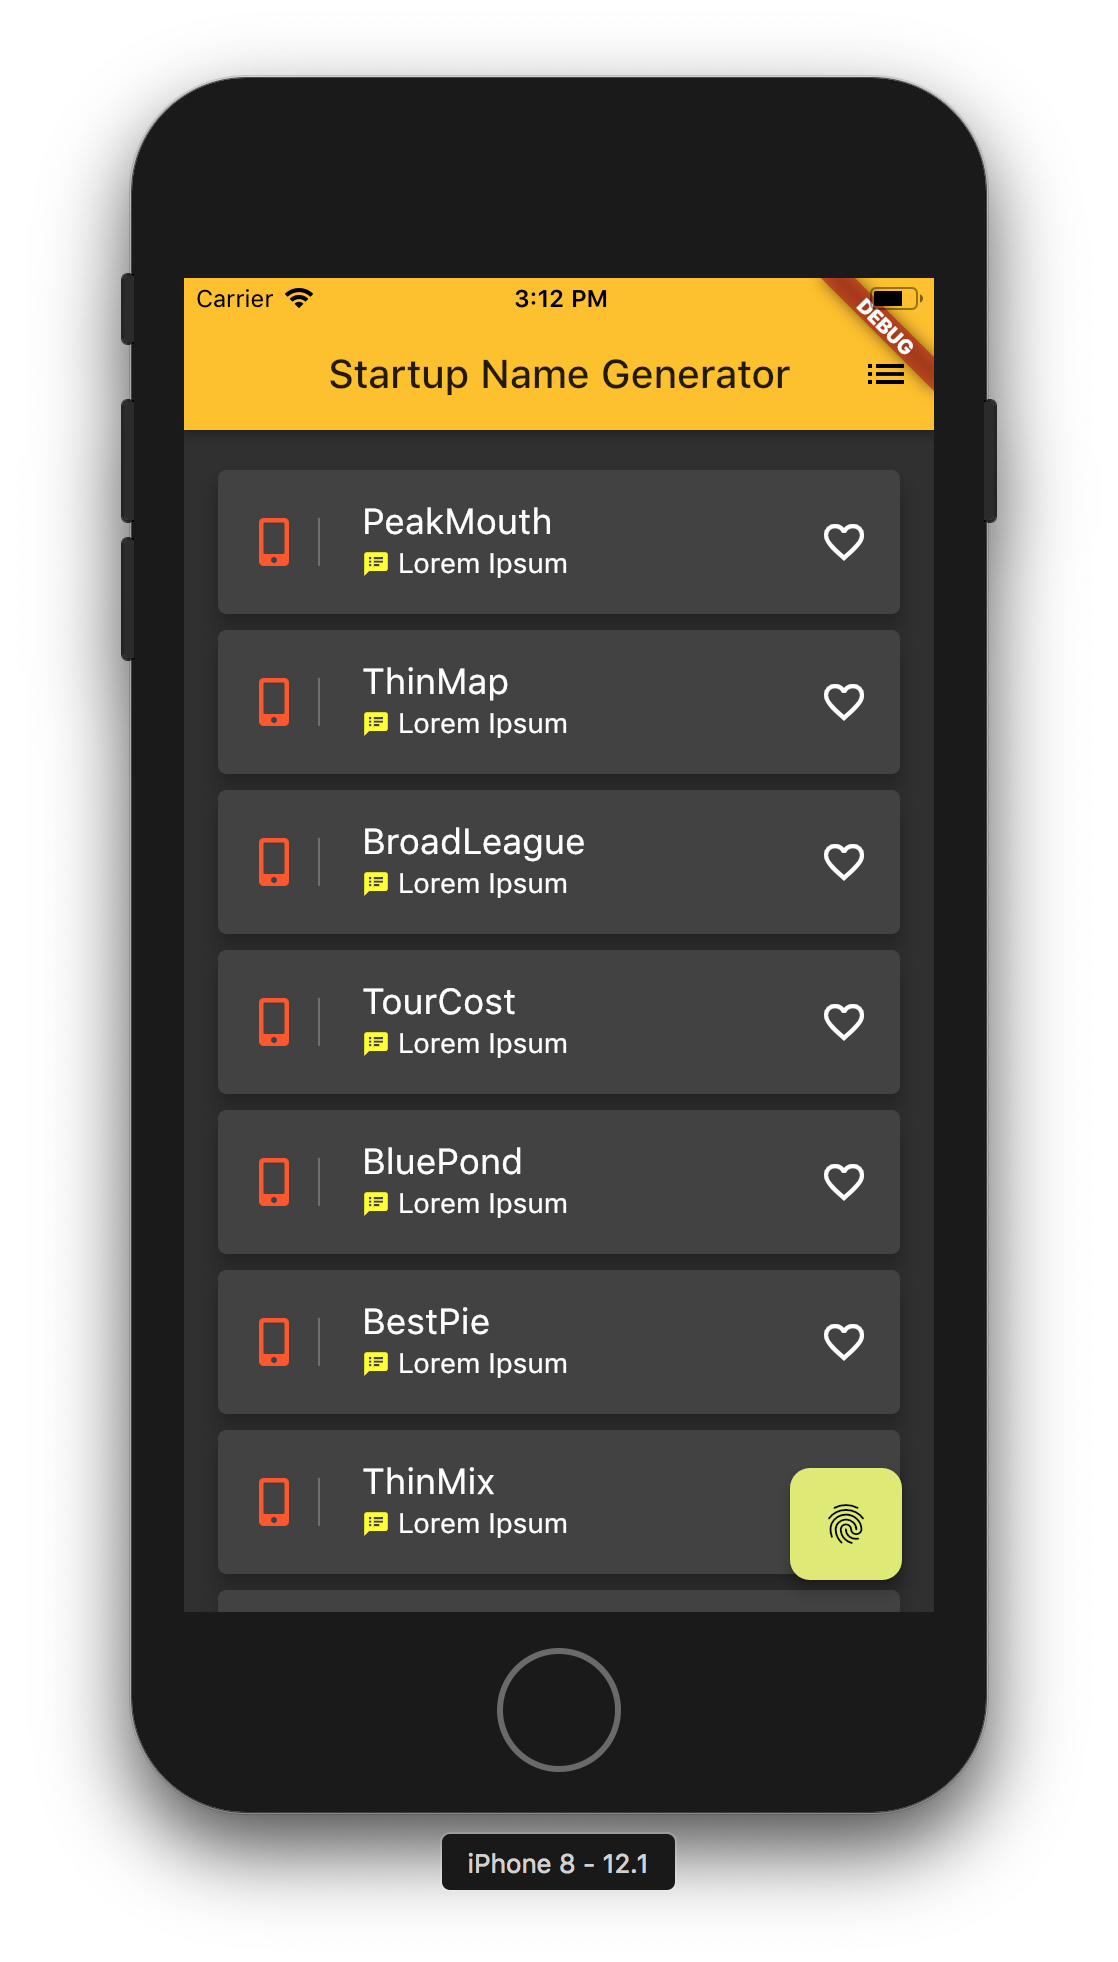 Carrier 3:12 PM
DEBUG
Startup Name Generator
PeakMouth
Lorem Ipsum
ThinMap
Lorem Ipsum
BroadLeague
Lorem Ipsum
TourCost
Lorem Ipsum
BluePond
Lorem Ipsum
BestPie
Lorem Ipsum
ThinMix
Lorem Ipsum
iPhone 8 - 12.1